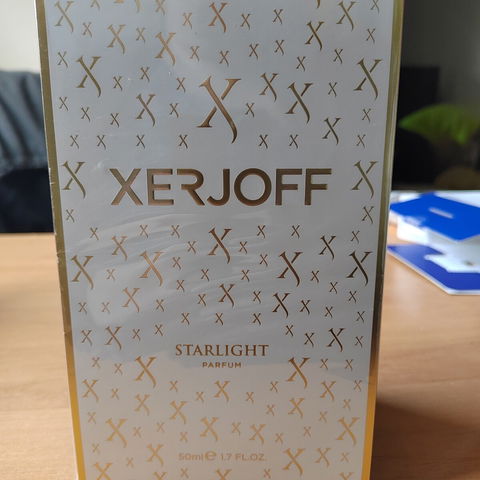 X
XERJOFF
STARLIGHT
PARFUM
50ml ℮ 1.7 FL.OZ.